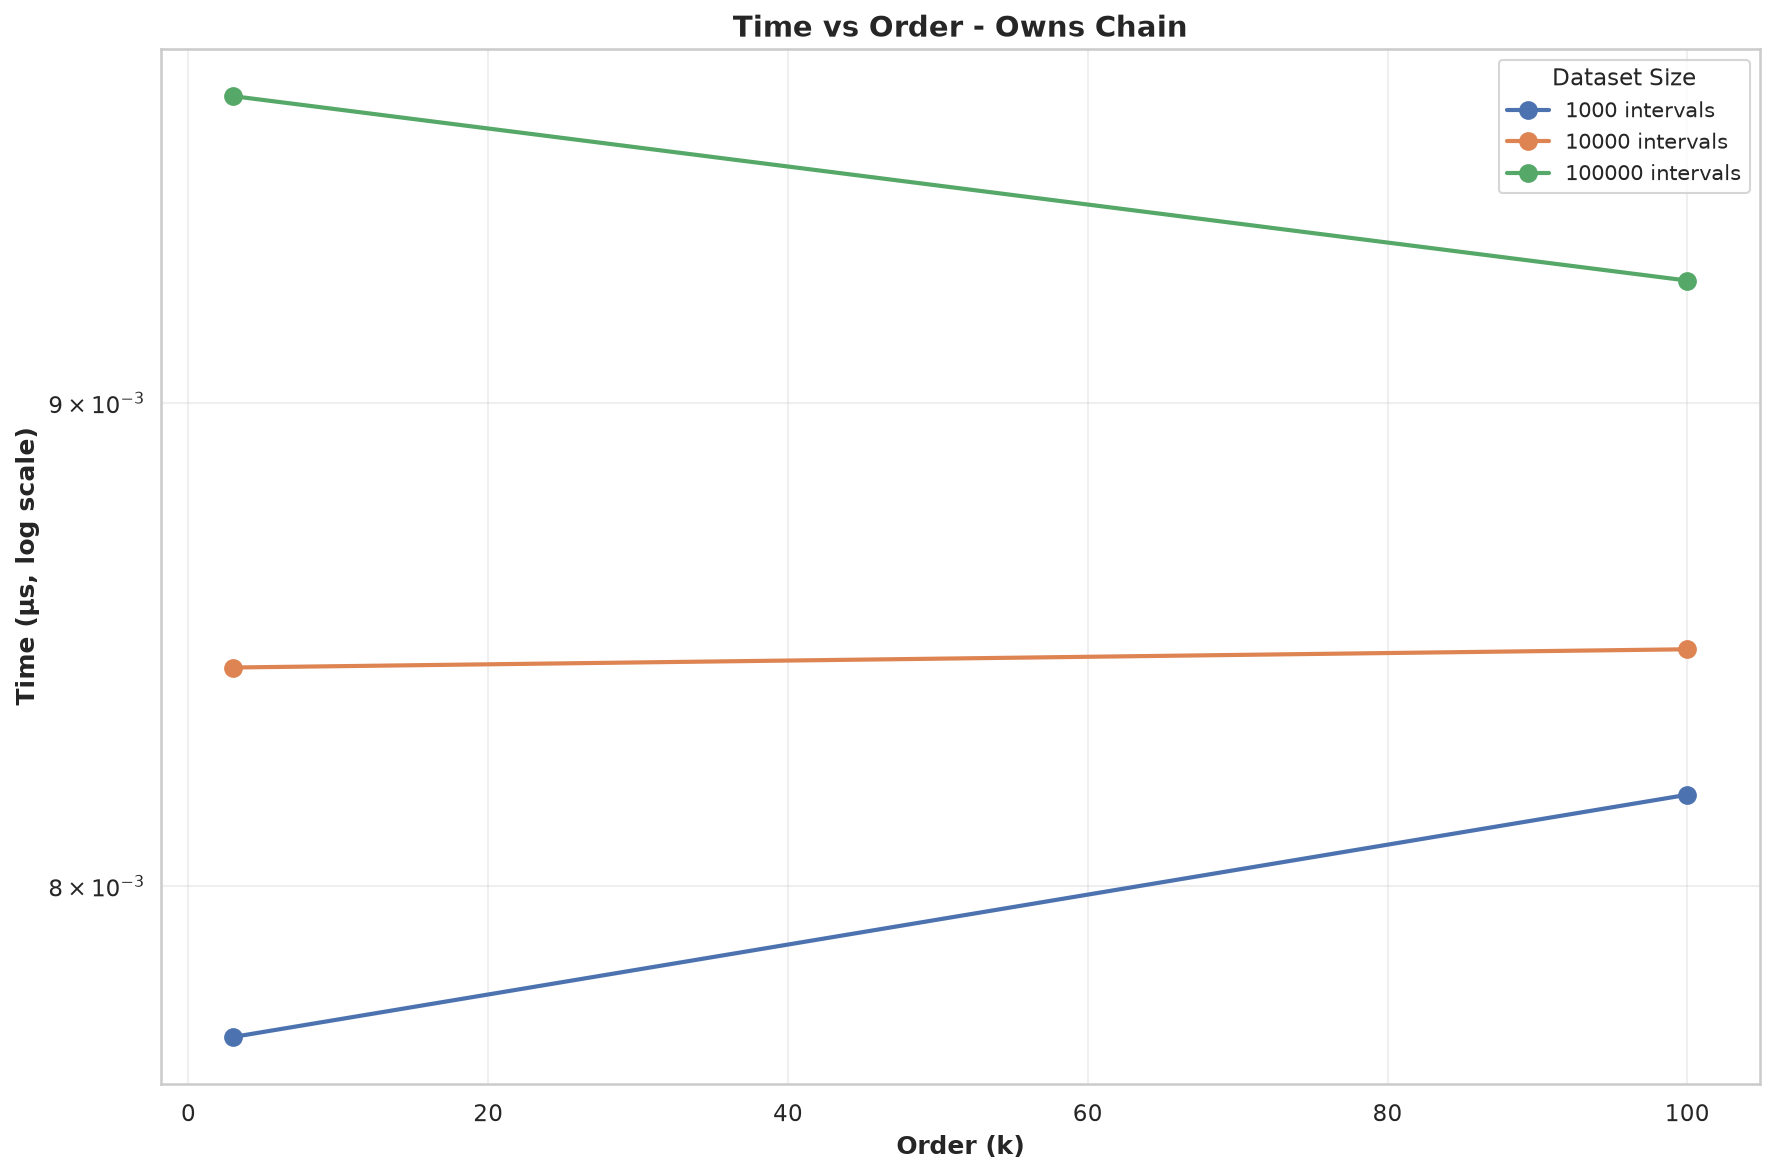 Time vs Order - Owns Chain
Dataset Size
1000 intervals
10000 intervals
100000 intervals
Time (µs, log scale)
9 × 10⁻³
8 × 10⁻³
0 20 40 60 80 100
Order (k)